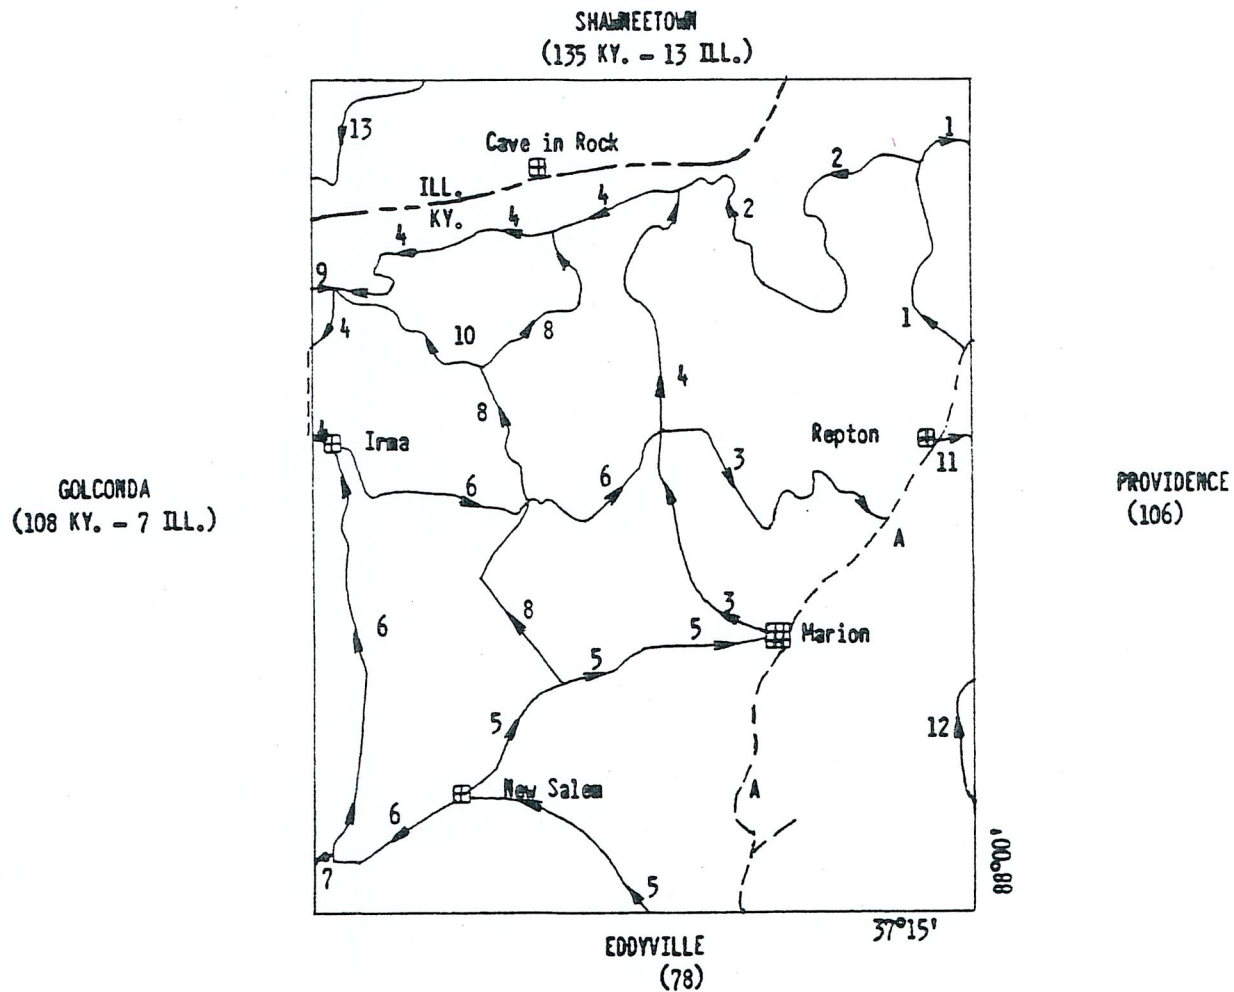 SHAWNEETOWN
(135 KY. - 13 ILL.)
13
Cave in Rock
1
2
ILL.
KY.
4
4
4
2
9
4
10
8
1
4
8
Irma
Repton
11
3
6
6
GOLCONDA
(108 KY. - 7 ILL.)
PROVIDENCE
(106)
A
6
8
3
5
Marion
5
5
12
New Salem
A
6
7
5
88°00'
37°15'
EDDYVILLE
(78)